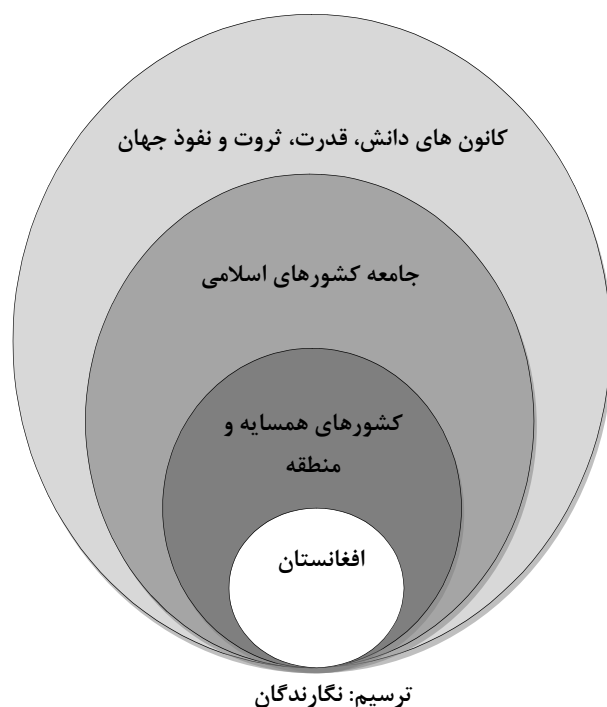 کانون های دانش، قدرت، ثروت و نفوذ جهان
جامعه کشورهای اسلامی
کشورهای همسایه و
منطقه
افغانستان
ترسیم: نگارندگان